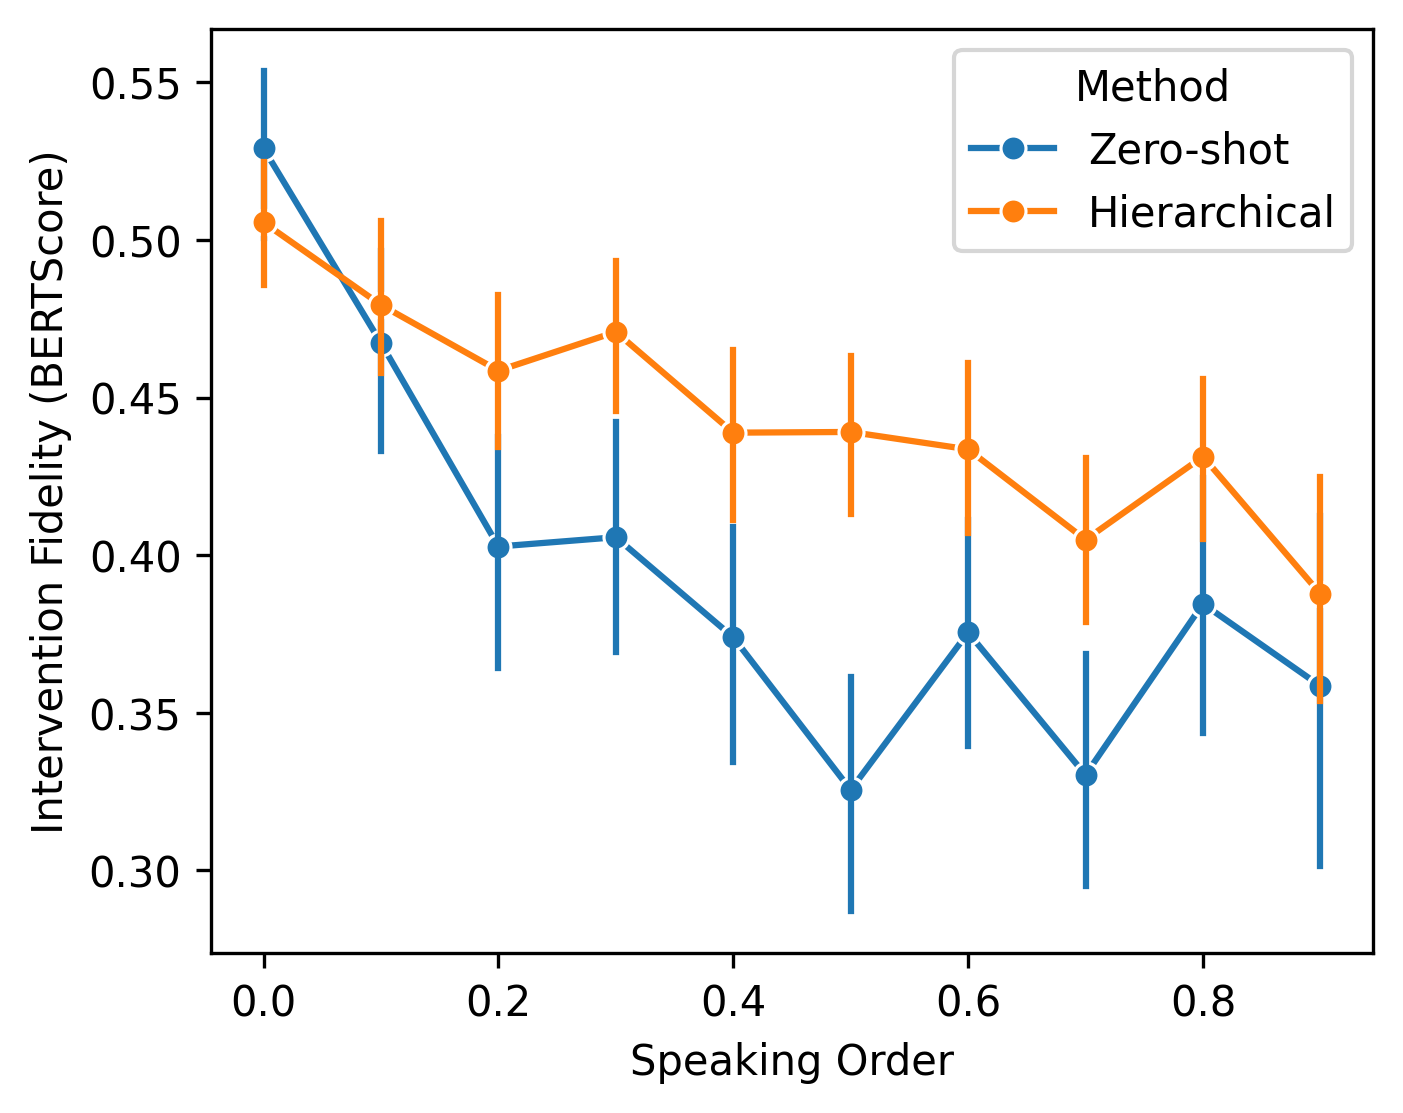 Method
Zero-shot
Hierarchical
Intervention Fidelity (BERTScore)
0.55
0.50
0.45
0.40
0.35
0.30
0.0 0.2 0.4 0.6 0.8
Speaking Order